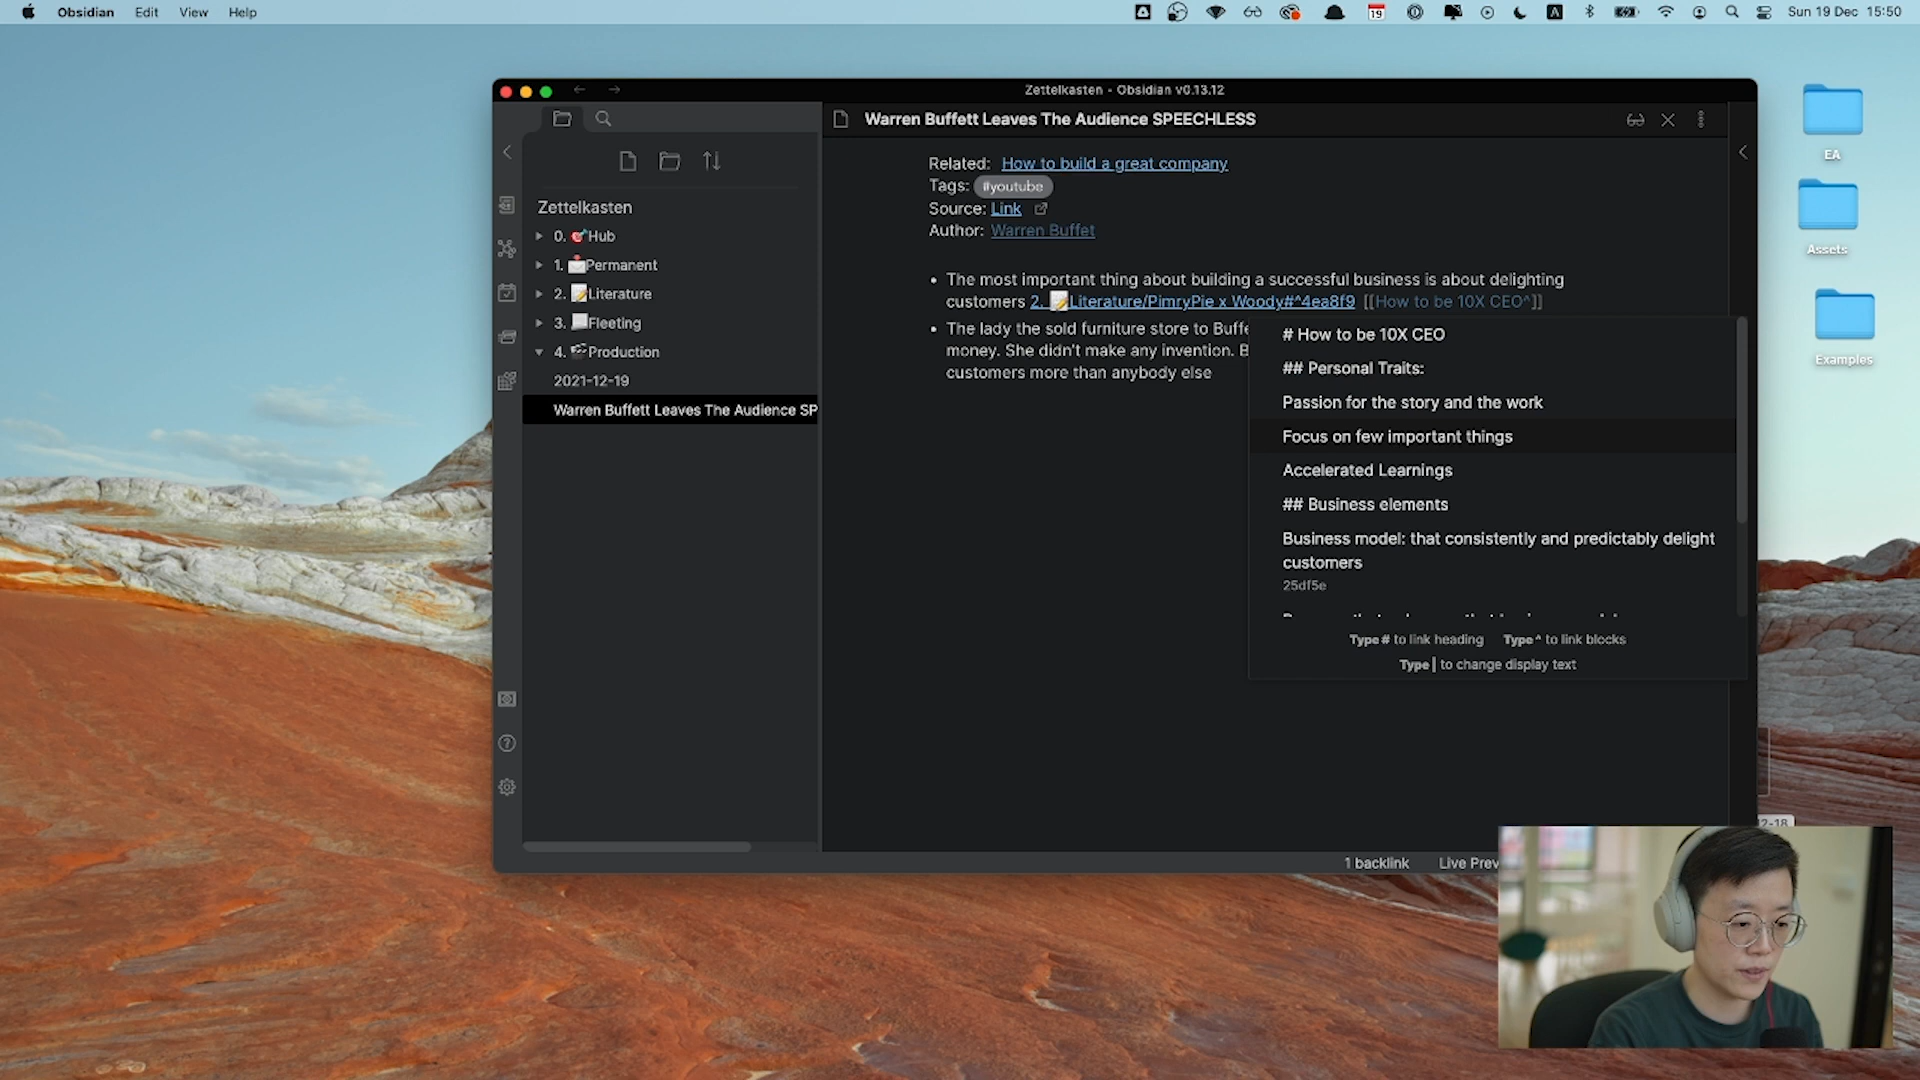 Obsidian Edit View Help
19
A
Sun 19 Dec 15:50
Zettelkasten - Obsidian v0.13.12
Warren Buffett Leaves The Audience SPEECHLESS
Zettelkasten
0. 🎯Hub
1. 📩Permanent
2. 📝Literature
3. 📃Fleeting
4. 🎬Production
2021-12-19
Warren Buffett Leaves The Audience SP
Related: How to build a great company
Tags: #youtube
Source: Link
Author: Warren Buffet
• The most important thing about building a successful business is about delighting
customers 2. 📝Literature/PimryPie x Woody#^4ea8f9 [[How to be 10X CEO^]]
• The lady the sold furniture store to Buffe
money. She didn't make any invention. B
customers more than anybody else
# How to be 10X CEO
## Personal Traits:
Passion for the story and the work
Focus on few important things
Accelerated Learnings
## Business elements
Business model: that consistently and predictably delight
customers
25df5e
Type # to link heading Type ^ to link blocks
Type | to change display text
1 backlink Live Prev
EA
Assets
Examples
2-18